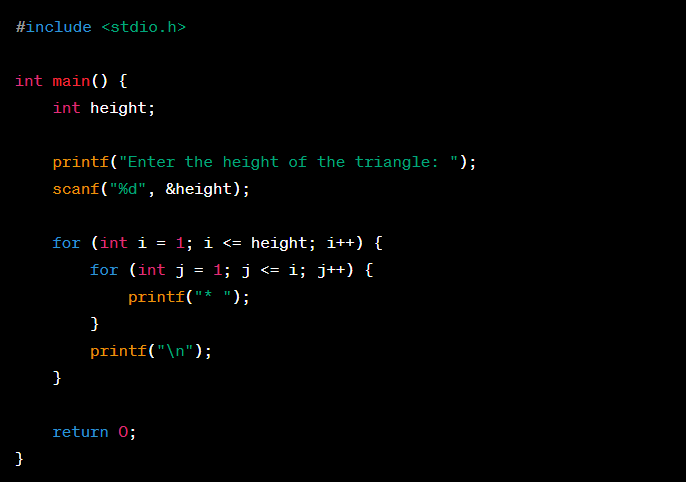 #include <stdio.h>

int main() {
    int height;

    printf("Enter the height of the triangle: ");
    scanf("%d", &height);

    for (int i = 1; i <= height; i++) {
        for (int j = 1; j <= i; j++) {
            printf("* ");
        }
        printf("\n");
    }

    return 0;
}